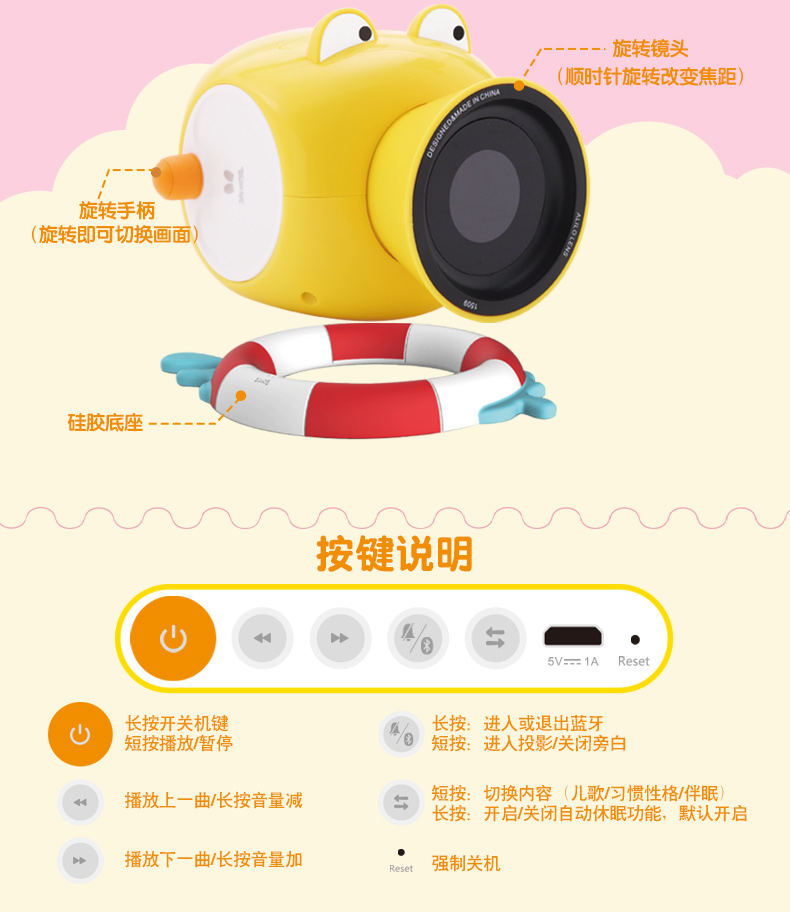 旋转镜头
（顺时针旋转改变焦距）
DESIGNED&MADE IN CHINA
ALILO LENS
1509
旋转手柄
（旋转即可切换画面）
硅胶底座
按键说明
5V 1A Reset
长按开关机键
短按播放/暂停
长按：进入或退出蓝牙
短按：进入投影/关闭旁白
播放上一曲/长按音量减
短按：切换内容（儿歌/习惯性格/伴眠）
长按：开启/关闭自动休眠功能，默认开启
播放下一曲/长按音量加
Reset
强制关机